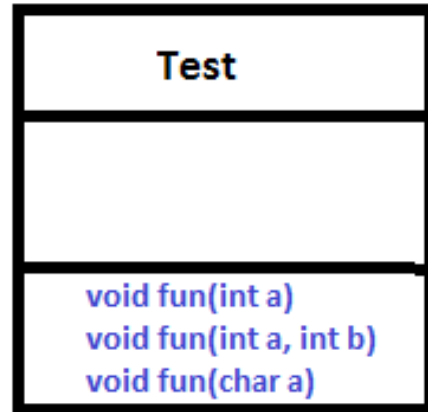 Test
void fun(int a)
void fun(int a, int b)
void fun(char a)